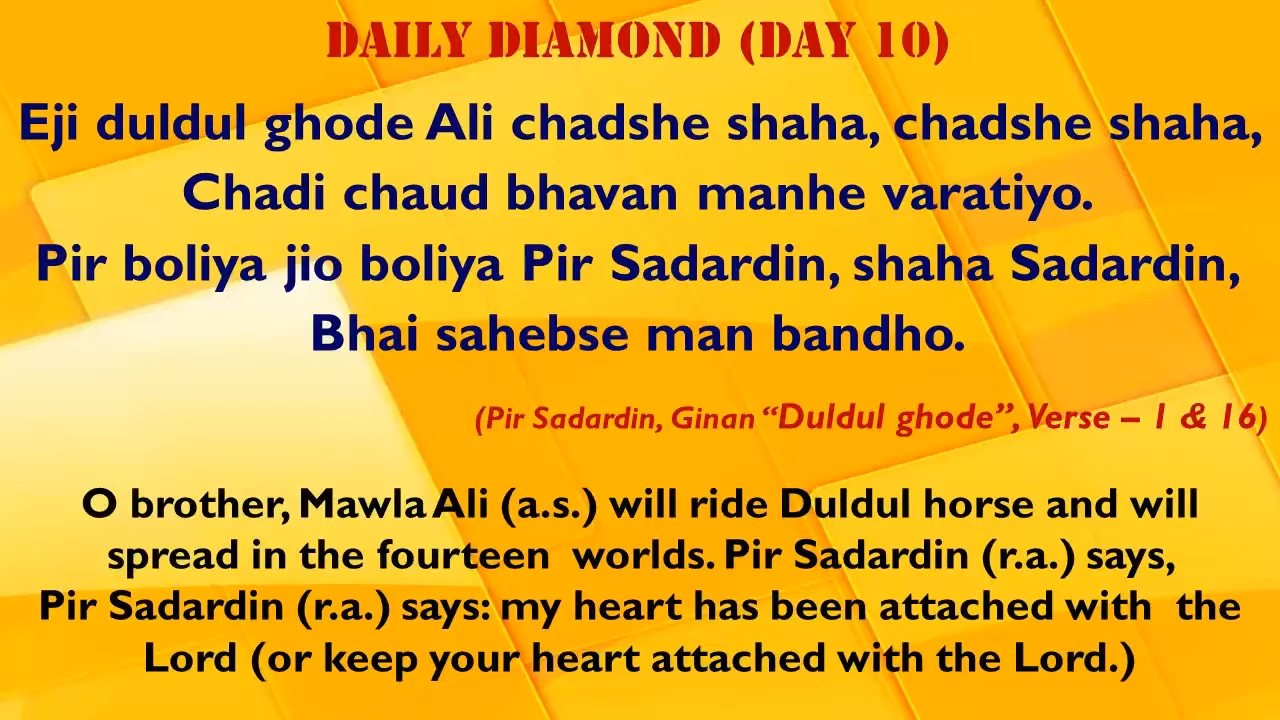 DAILY DIAMOND (DAY 10)
Eji duldul ghode Ali chadshe shaha, chadshe shaha,
Chadi chaud bhavan manhe varatiyo.
Pir boliya jio boliya Pir Sadardin, shaha Sadardin,
Bhai sahebse man bandho.
(Pir Sadardin, Ginan “Duldul ghode”, Verse – 1 & 16)
O brother, Mawla Ali (a.s.) will ride Duldul horse and will
spread in the fourteen worlds. Pir Sadardin (r.a.) says,
Pir Sadardin (r.a.) says: my heart has been attached with the
Lord (or keep your heart attached with the Lord.)